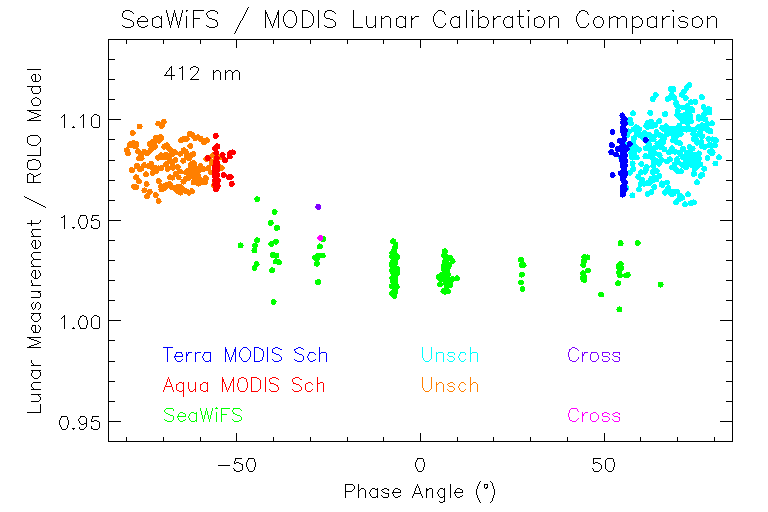 SeaWiFS / MODIS Lunar Calibration Comparison
412 nm
Lunar Measurement / ROLO Model
1.10
1.05
1.00
0.95
Terra MODIS Sch Unsch Cross
Aqua MODIS Sch Unsch
SeaWiFS Cross
−50 0 50
Phase Angle (°)